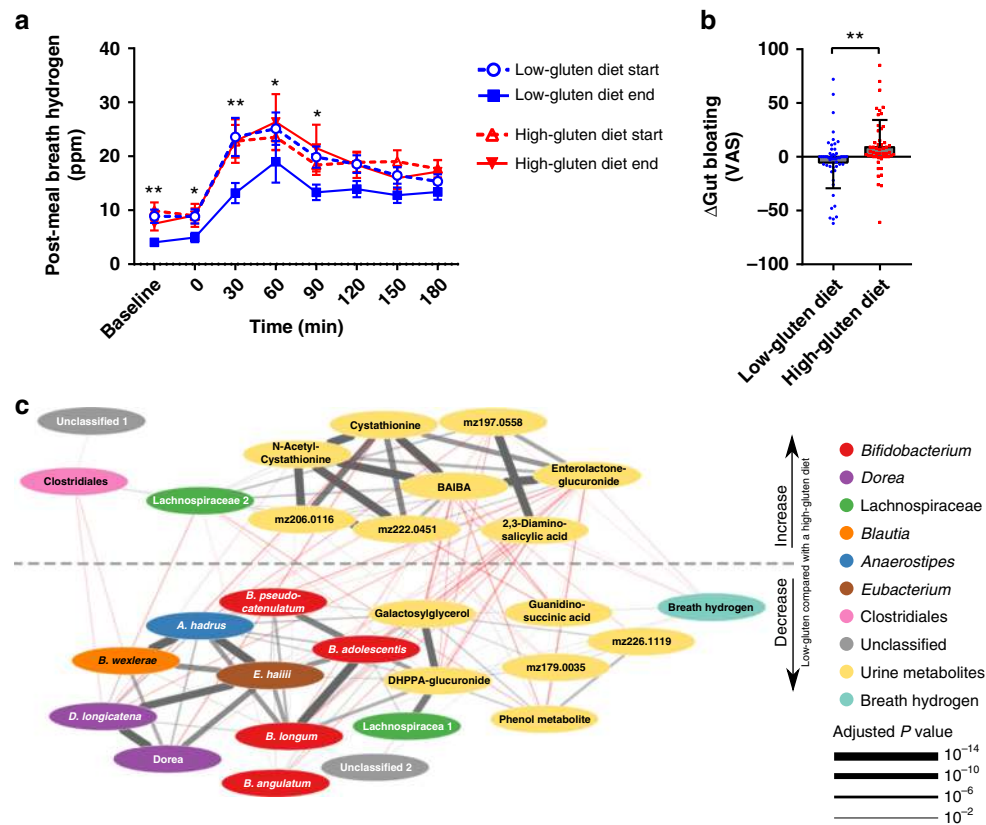 a
Post-meal breath hydrogen
(ppm)
40
30
20
10
0
**
*
**
*
*
Baseline
0
30
60
90
120
150
180
Time (min)
Low-gluten diet start
Low-gluten diet end
High-gluten diet start
High-gluten diet end
b
ΔGut bloating
(VAS)
100
50
0
−50
−100
**
Low-gluten diet
High-gluten diet
c
Unclassified 1
Clostridiales
Lachnospiraceae 2
Cystathionine
mz197.0558
N-Acetyl-
Cystathionine
Enterolactone-
glucuronide
BAIBA
mz206.0116
mz222.0451
2,3-Diamino-
salicylic acid
B. pseudo-
catenulatum
Galactosylglycerol
Guanidino-
succinic acid
Breath hydrogen
A. hadrus
mz226.1119
B. adolescentis
B. wexlerae
E. haiiii
DHPPA-glucuronide
mz179.0035
D. longicatena
Lachnospiracea 1
Phenol metabolite
B. longum
Dorea
Unclassified 2
B. angulatum
Increase
Decrease
Low-gluten compared with a high-gluten diet
Bifidobacterium
Dorea
Lachnospiraceae
Blautia
Anaerostipes
Eubacterium
Clostridiales
Unclassified
Urine metabolites
Breath hydrogen
Adjusted P value
10⁻¹⁴
10⁻¹⁰
10⁻⁶
10⁻²